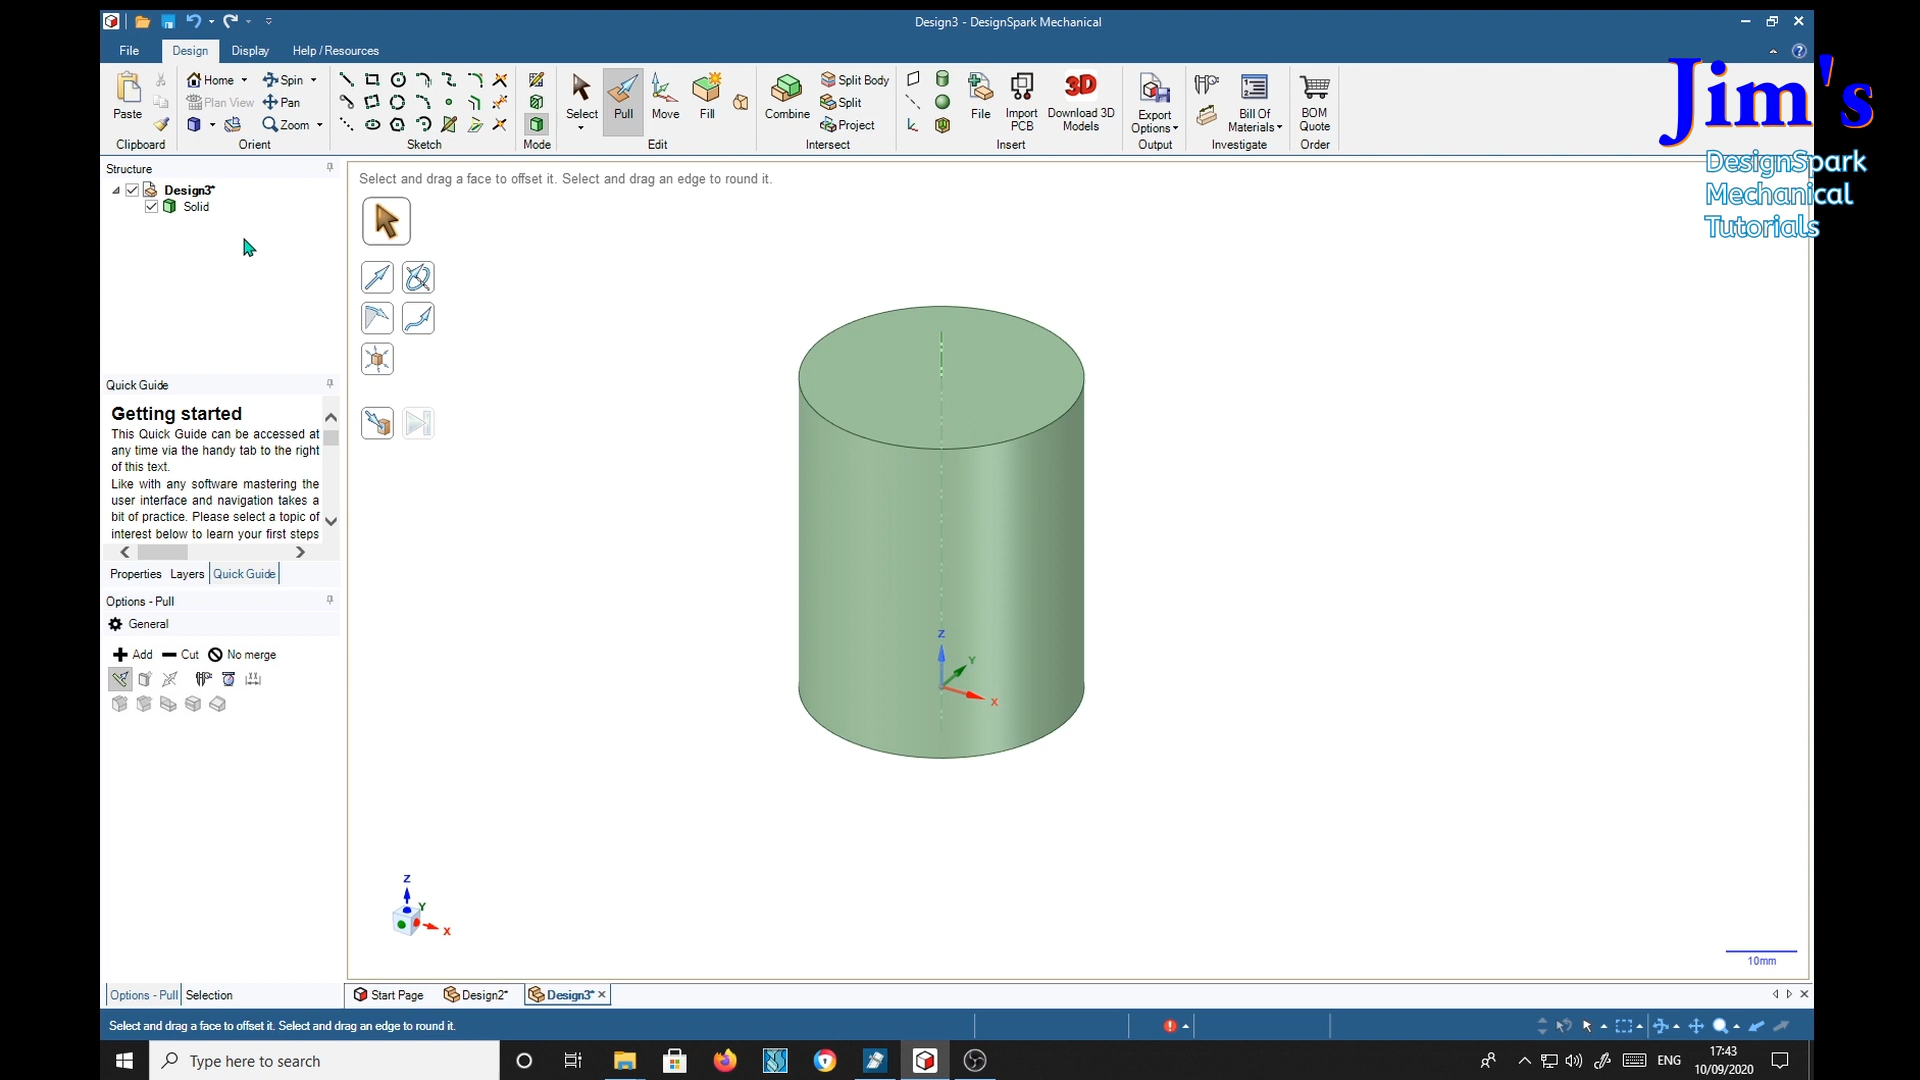 Design3 - DesignSpark Mechanical
File Design Display Help / Resources
Paste
Clipboard
Home Spin
Plan View Pan
Zoom
Orient
Sketch
Mode
Select Pull Move Fill
Edit
Combine Split Body
Split
Project
Intersect
File Import PCB Download 3D Models
3D
Insert
Export Options
Output
Bill Of Materials
Investigate
BOM Quote
Order
Jim's
DesignSpark
Mechanical
Tutorials
Structure
Design3*
Solid
Select and drag a face to offset it. Select and drag an edge to round it.
Quick Guide
Getting started
This Quick Guide can be accessed at
any time via the handy tab to the right
of this text.
Like with any software mastering the
user interface and navigation takes a
bit of practice. Please select a topic of
interest below to learn your first steps
Properties Layers Quick Guide
Options - Pull
General
Add Cut No merge
Z
Y
X
Z
Y
X
10mm
Options - Pull Selection
Start Page Design2* Design3*
Select and drag a face to offset it. Select and drag an edge to round it.
Type here to search
ENG
17:43
10/09/2020